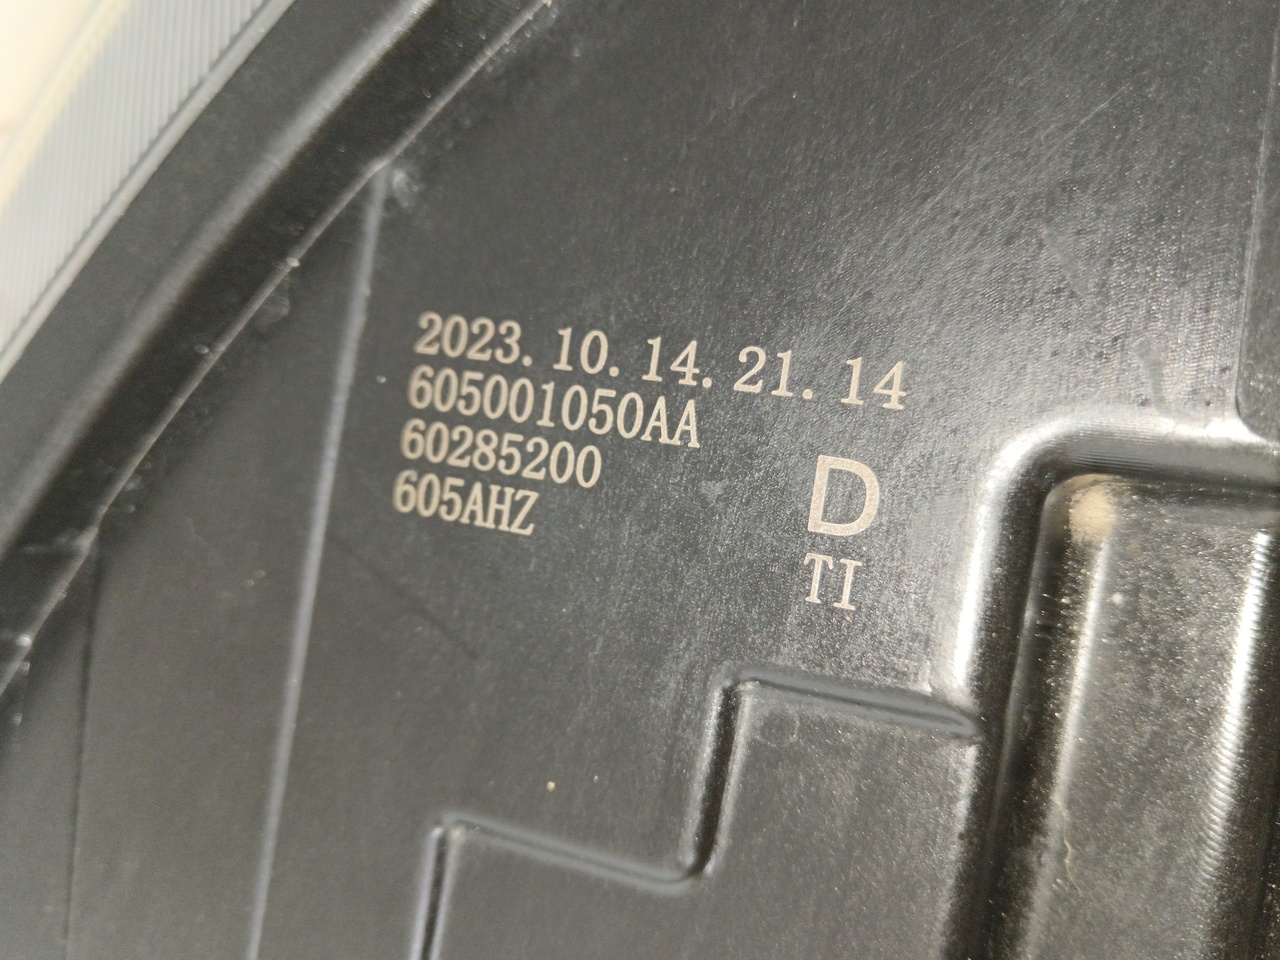 2023. 10. 14. 21. 14
605001050AA
60285200
605AHZ
D
TI